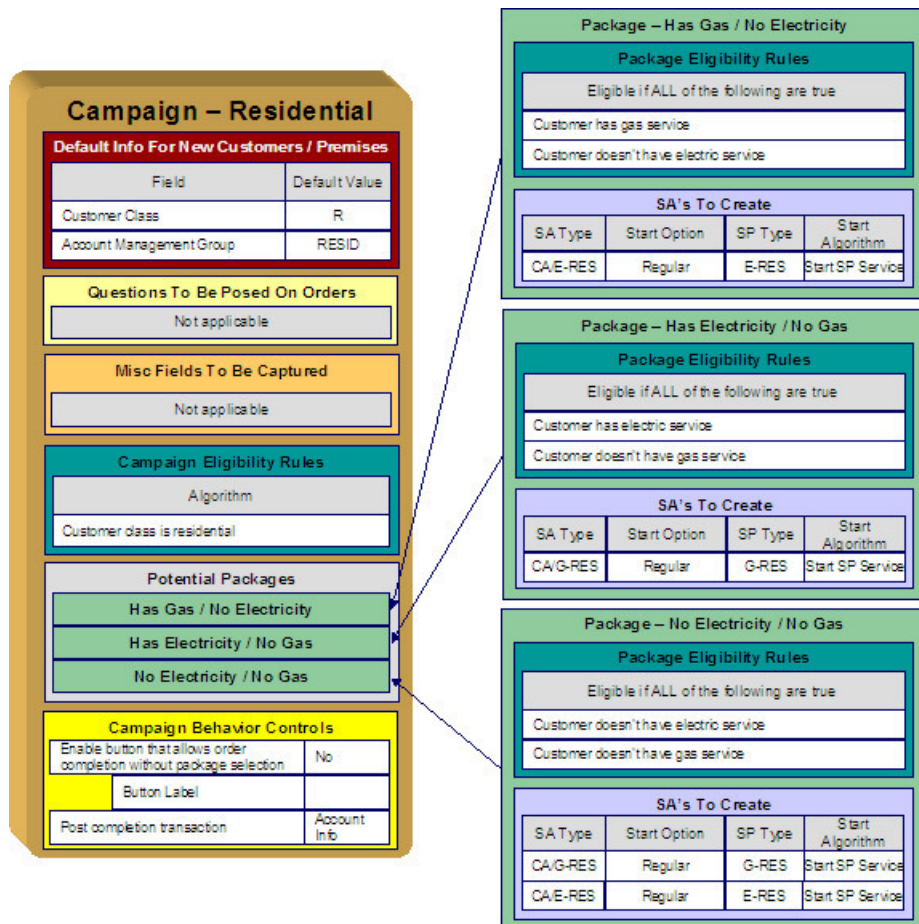 Campaign – Residential
Default Info For New Customers / Premises
Field Default Value
Customer Class R
Account Management Group RESID
Questions To Be Posed On Orders
Not applicable
Misc Fields To Be Captured
Not applicable
Campaign Eligibility Rules
Algorithm
Customer class is residential
Potential Packages
Has Gas / No Electricity
Has Electricity / No Gas
No Electricity / No Gas
Campaign Behavior Controls
Enable button that allows order
completion without package selection No
Button Label
Post completion transaction Account
Info
Package – Has Gas / No Electricity
Package Eligibility Rules
Eligible if ALL of the following are true
Customer has gas service
Customer doesn't have electric service
SA's To Create
SA Type Start Option SP Type Start
Algorithm
CA/E-RES Regular E-RES Start SP Service
Package – Has Electricity / No Gas
Package Eligibility Rules
Eligible if ALL of the following are true
Customer has electric service
Customer doesn't have gas service
SA's To Create
SA Type Start Option SP Type Start
Algorithm
CA/G-RES Regular G-RES Start SP Service
Package – No Electricity / No Gas
Package Eligibility Rules
Eligible if ALL of the following are true
Customer doesn't have electric service
Customer doesn't have gas service
SA's To Create
SA Type Start Option SP Type Start
Algorithm
CA/G-RES Regular G-RES Start SP Service
CA/E-RES Regular E-RES Start SP Service